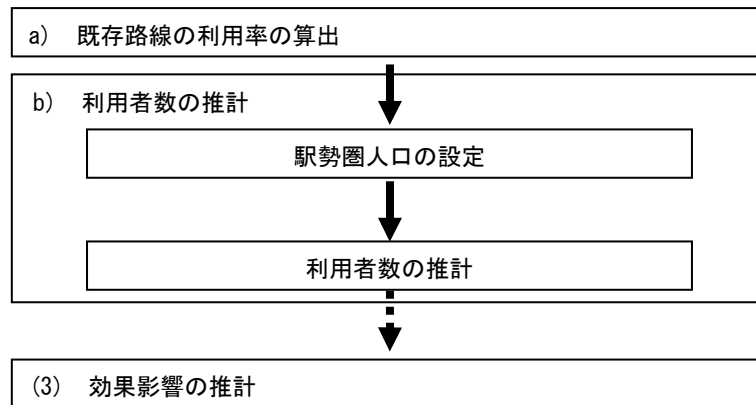 a) 既存路線の利用率の算出
b) 利用者数の推計
駅勢圏人口の設定
利用者数の推計
(3) 効果影響の推計